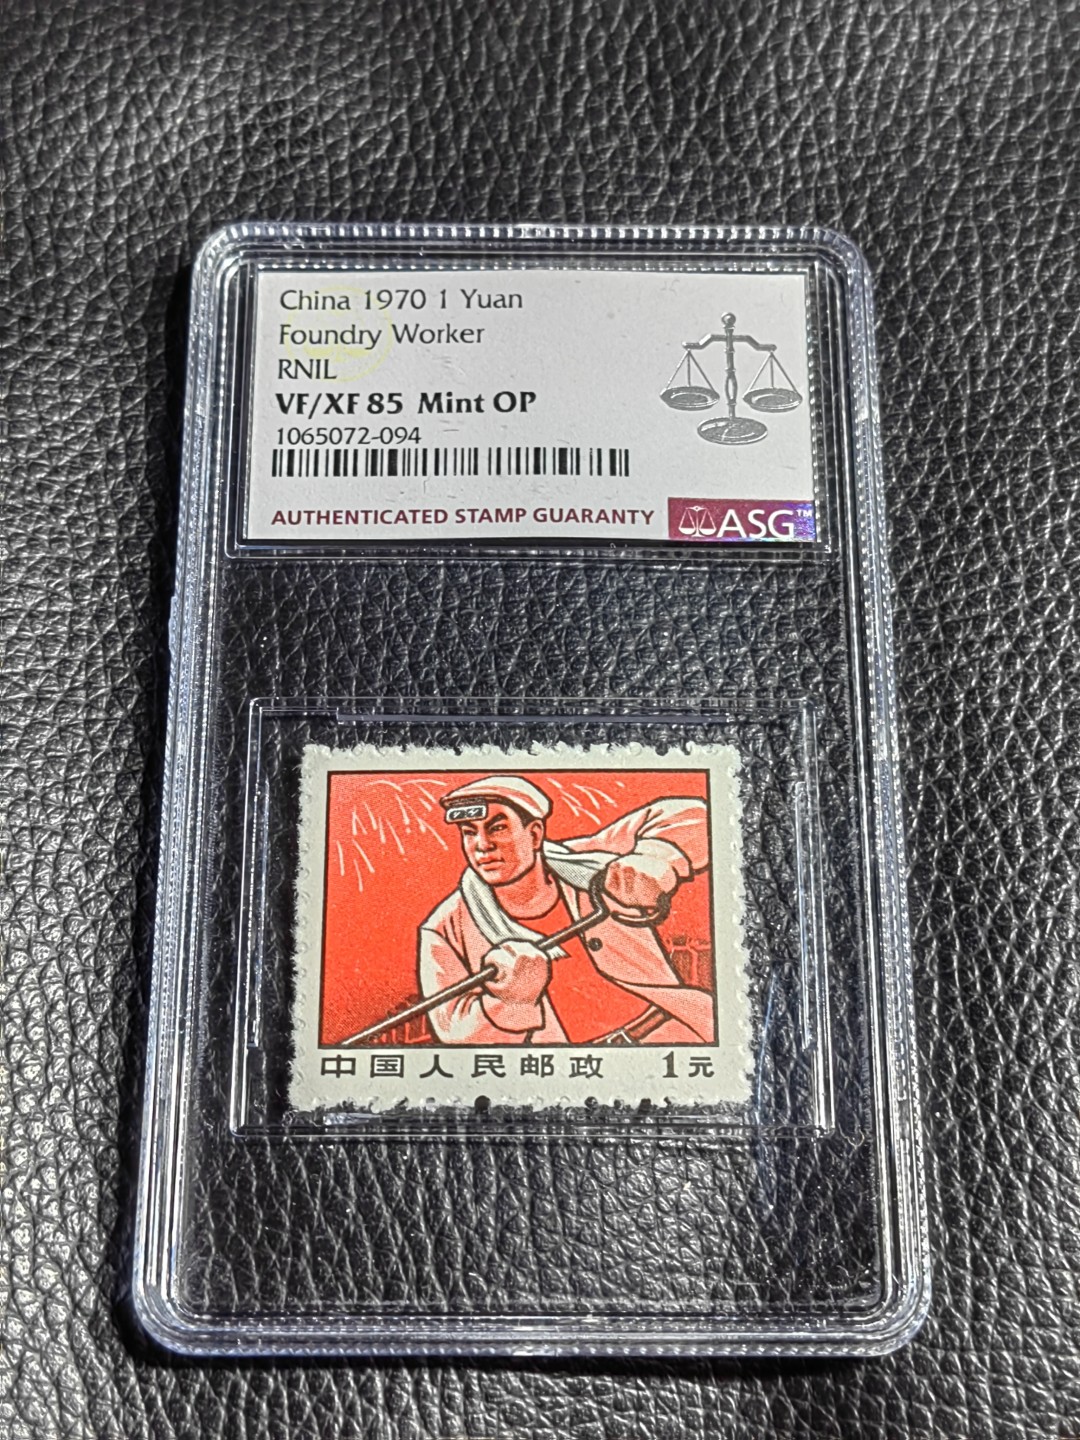 China 1970 1 Yuan
Foundry Worker
RNIL
VF/XF 85 Mint OP
1065072-094
AUTHENTICATED STAMP GUARANTY ASG™
中国人民邮政 1元